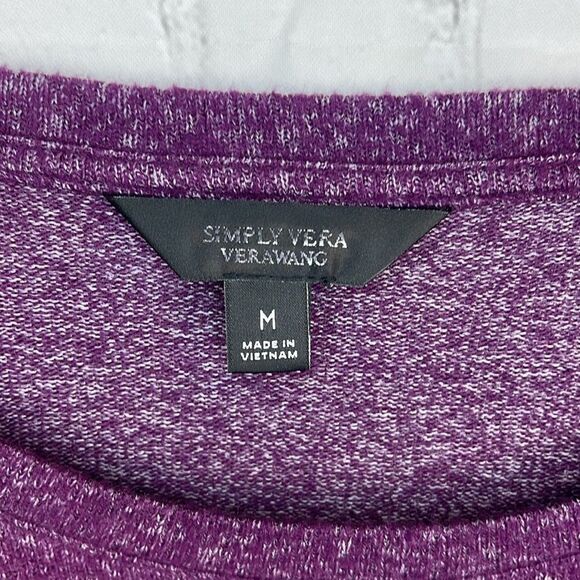 SIMPLY VERA
VERAWANG
M
MADE IN
VIETNAM